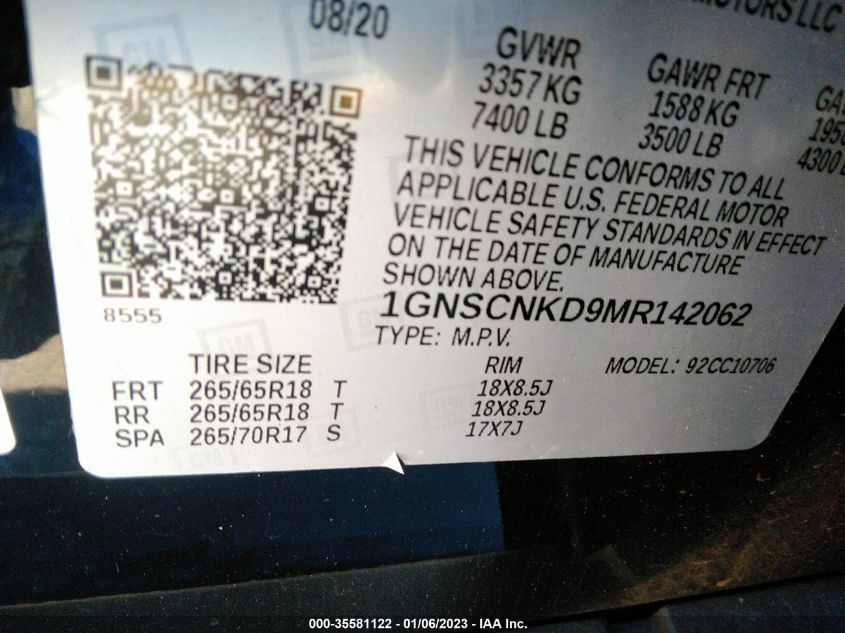 MOTORS LLC
08/20
GVWR
3357 KG
7400 LB
GAWR FRT
1588 KG
3500 LB
THIS VEHICLE CONFORMS TO ALL
APPLICABLE U.S. FEDERAL MOTOR
VEHICLE SAFETY STANDARDS IN EFFECT
ON THE DATE OF MANUFACTURE
SHOWN ABOVE.
8555
1GNSCNKD9MR142062
TYPE: M.P.V.
TIRE SIZE RIM MODEL: 92CC10706
FRT 265/65R18 T 18X8.5J
RR 265/65R18 T 18X8.5J
SPA 265/70R17 S 17X7J
000-35581122 - 01/06/2023 - IAA Inc.